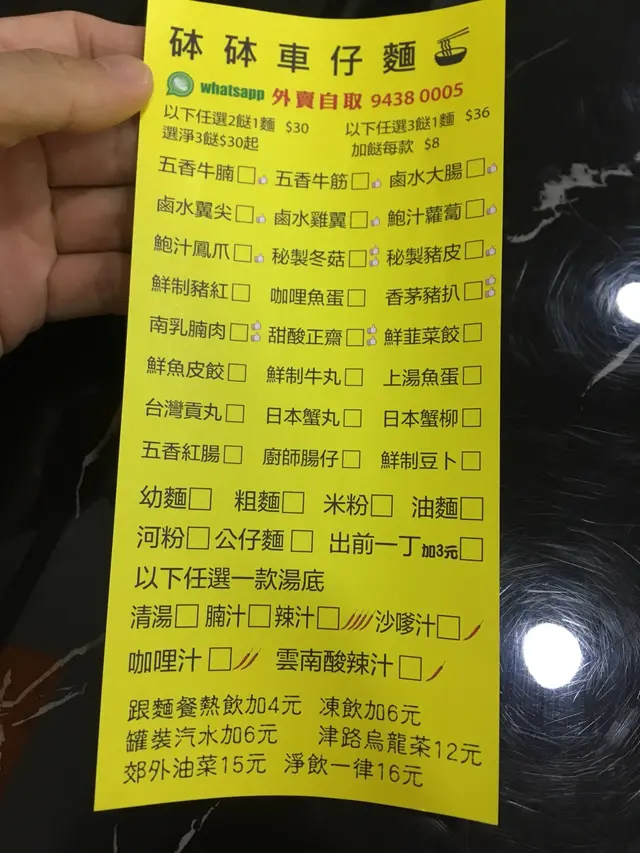 砵砵車仔麵
whatsapp 外賣自取 9438 0005
以下任選2餸1麵 $30
選淨3餸$30起
以下任選3餸1麵 $36
加餸每款 $8
五香牛腩□ 五香牛筋□ 鹵水大腸□
鹵水翼尖□ 鹵水雞翼□ 鮑汁蘿蔔□
鮑汁鳳爪□ 秘製冬菇□ 秘製豬皮□
鮮制豬紅□ 咖哩魚蛋□ 香茅豬扒□
南乳腩肉□ 甜酸正齋□ 鮮韮菜餃□
鮮魚皮餃□ 鮮制牛丸□ 上湯魚蛋□
台灣貢丸□ 日本蟹丸□ 日本蟹柳□
五香紅腸□ 廚師腸仔□ 鮮制豆卜□
幼麵□ 粗麵□ 米粉□ 油麵□
河粉□ 公仔麵□ 出前一丁加3元□
以下任選一款湯底
清湯□ 腩汁□ 辣汁□ 沙嗲汁□
咖哩汁□ 雲南酸辣汁□
跟麵餐熱飲加4元 凍飲加6元
罐裝汽水加6元 津路烏龍茶12元
郊外油菜15元 淨飲一律16元